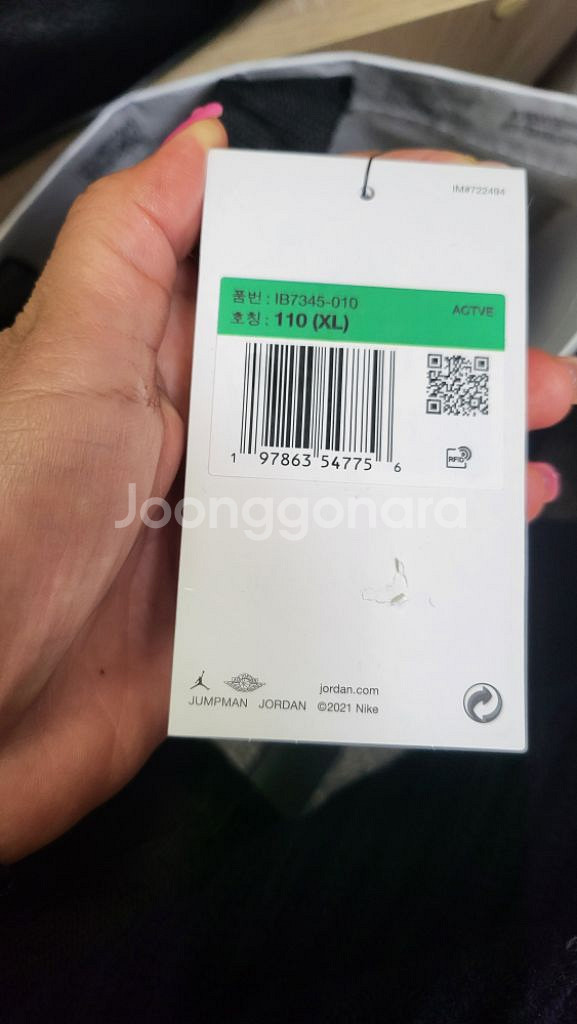 IM#722494
품번 : IB7345-010
호칭 : 110 (XL)
ACTVE
1 97863 54775 6
RFID
Joonggonara
jordan.com
JUMPMAN JORDAN ©2021 Nike